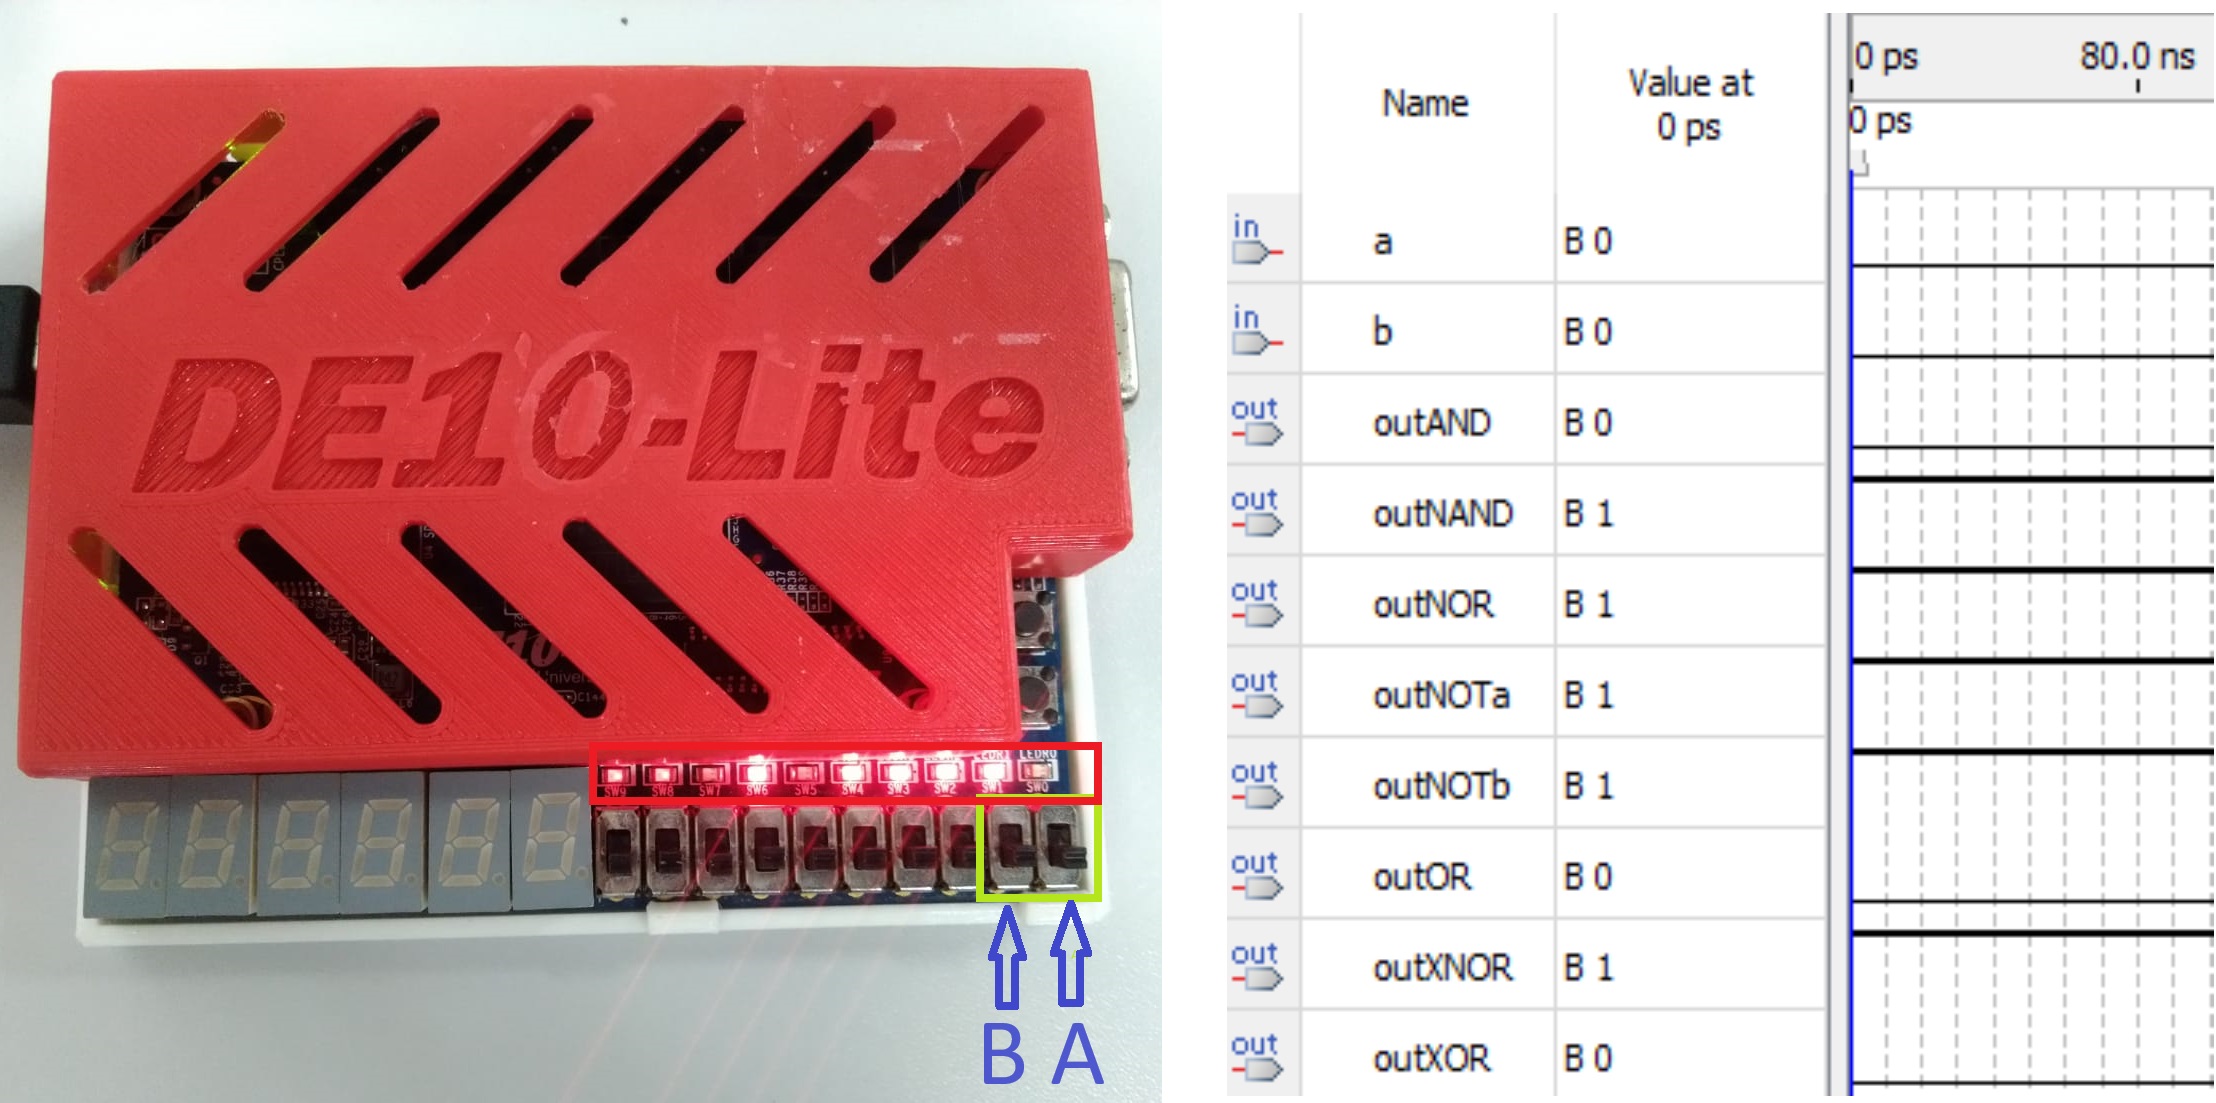 DE10-Lite
LEDR1 LEDR0
SW9 SW8 SW7 SW6 SW5 SW4 SW3 SW2 SW1 SW0
B A
Name
Value at
0 ps
0 ps 80.0 ns
0 ps
in a B 0
in b B 0
out outAND B 0
out outNAND B 1
out outNOR B 1
out outNOTa B 1
out outNOTb B 1
out outOR B 0
out outXNOR B 1
out outXOR B 0